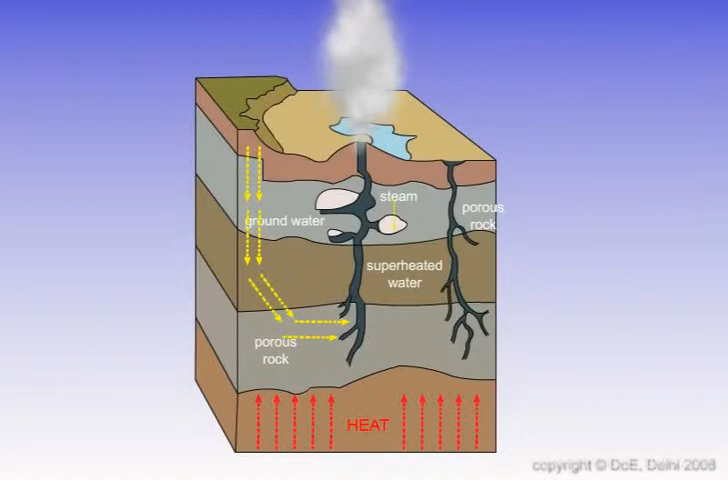 steam
porous
rock
ground water
superheated
water
porous
rock
HEAT
copyright © DoE, Delhi 2008